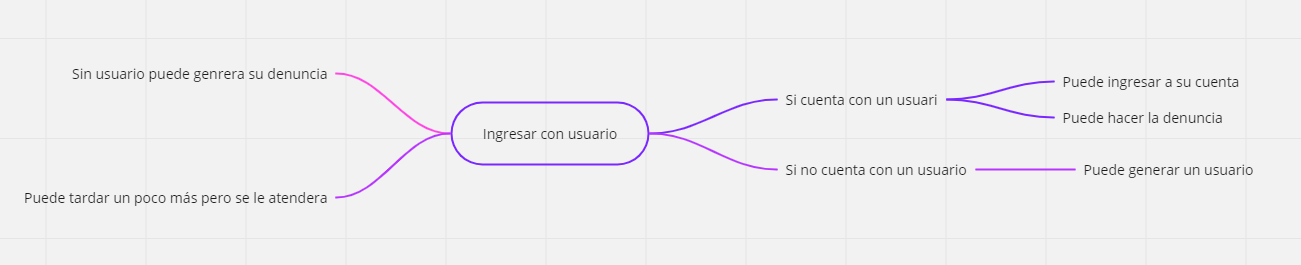 Sin usuario puede genrera su denuncia
Puede tardar un poco más pero se le atendera
Ingresar con usuario
Si cuenta con un usuari
Puede ingresar a su cuenta
Puede hacer la denuncia
Si no cuenta con un usuario
Puede generar un usuario